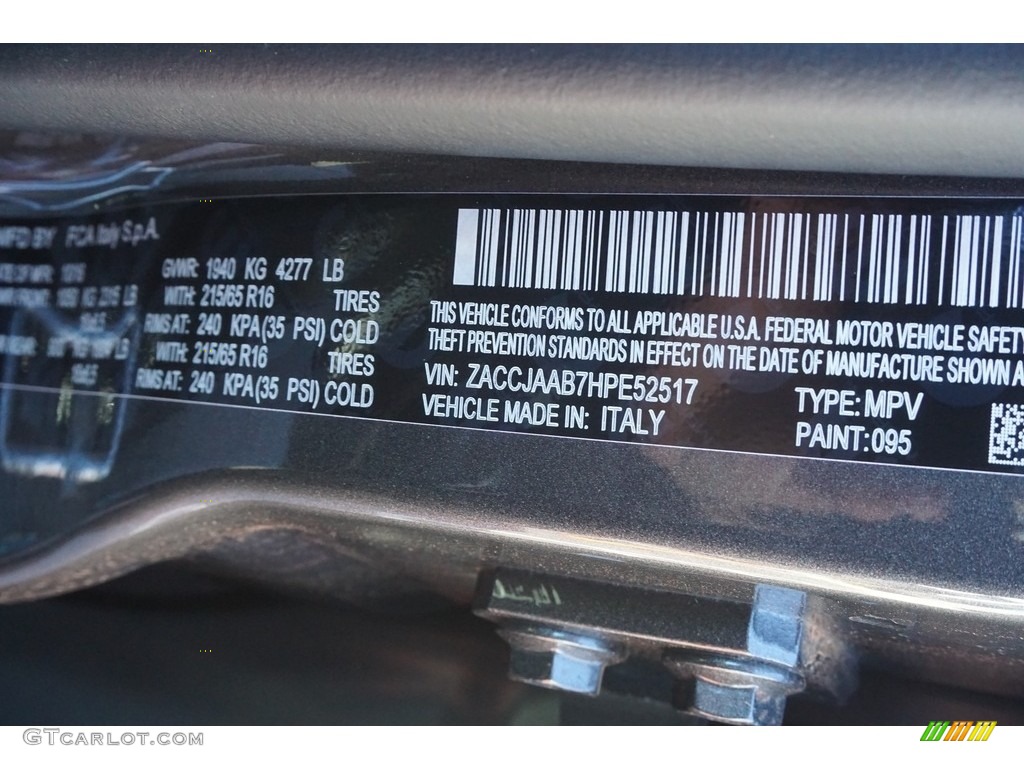 MFD BY FCA Italy S.p.A.
GVWR: 1940 KG 4277 LB
WITH: 215/65 R16 TIRES
RIMS AT: 240 KPA(35 PSI) COLD
WITH: 215/65 R16 TIRES
RIMS AT: 240 KPA(35 PSI) COLD
THIS VEHICLE CONFORMS TO ALL APPLICABLE U.S.A. FEDERAL MOTOR VEHICLE SAFETY
THEFT PREVENTION STANDARDS IN EFFECT ON THE DATE OF MANUFACTURE SHOWN A
VIN: ZACCJAAB7HPE52517
TYPE: MPV
VEHICLE MADE IN: ITALY
PAINT: 095
GTCARLOT.COM